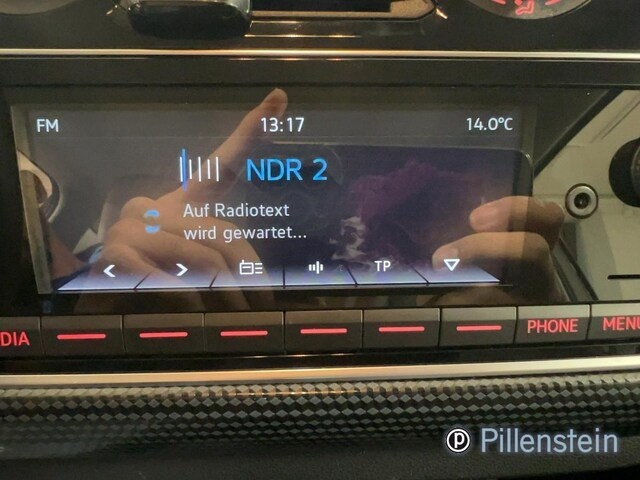 FM 13:17 14.0°C
NDR 2
Auf Radiotext
wird gewartet...
TP
DIA PHONE MENU
P Pillenstein